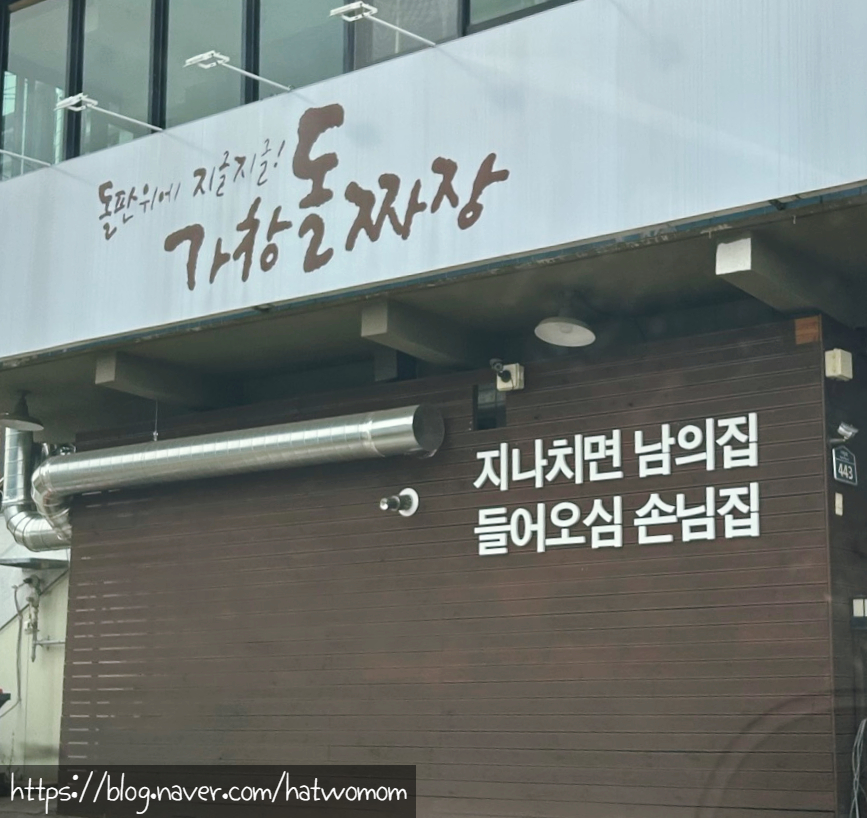 돌판위에 지글지글!
가창돌짜장
지나치면 남의집
들어오심 손님집
443
https://blog.naver.com/hatwomom